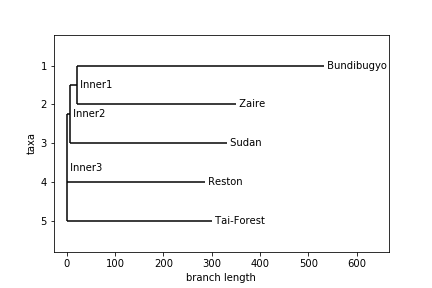 1
Bundibugyo
Inner1
2
Zaire
Inner2
3
Sudan
Inner3
4
Reston
5
Tai-Forest
taxa
0 100 200 300 400 500 600
branch length